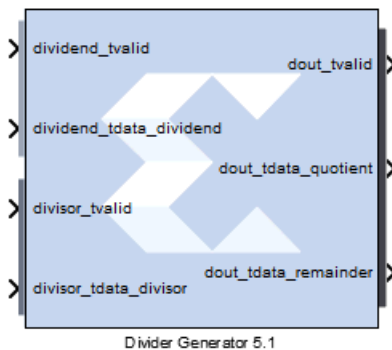 dividend_tvalid
dout_tvalid
dividend_tdata_dividend
dout_tdata_quotient
divisor_tvalid
dout_tdata_remainder
divisor_tdata_divisor
Divider Generator 5.1